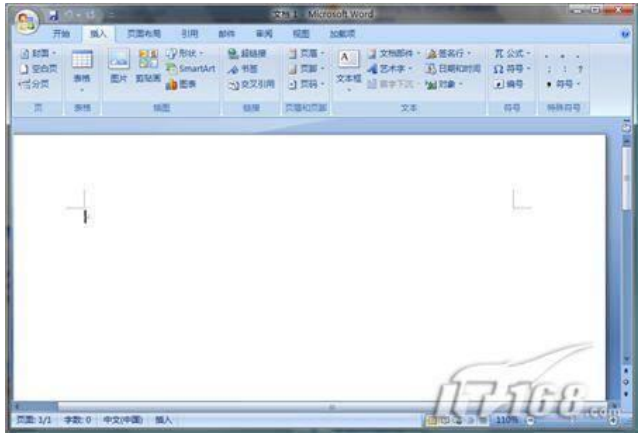 文档 1 - Microsoft Word
开始 插入 页面布局 引用 邮件 审阅 视图 加载项
封面 形状 超链接 页眉 文档部件 签名行 公式
空白页 SmartArt 书签 页脚 艺术字 日期和时间 符号
分页 表格 图片 剪贴画 图表 交叉引用 页码 文本框 首字下沉 对象 编号 符号
页 表格 插图 链接 页眉和页脚 文本 符号 特殊符号
页面: 1/1 字数: 0 中文(中国) 插入 110%
IT168.com